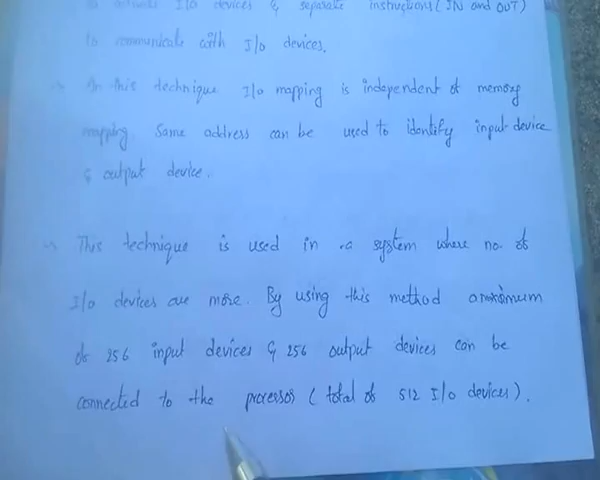 to activate I/o devices & separate instructions (IN and OUT)
to communicate with I/o devices.
In this technique I/o mapping is independent of memory
mapping Same address can be used to identify input device
& output device.
This technique is used in a system where no. of
I/o devices are more. By using this method a maximum
of 256 input devices & 256 output devices can be
connected to the processor (total of 512 I/o devices).